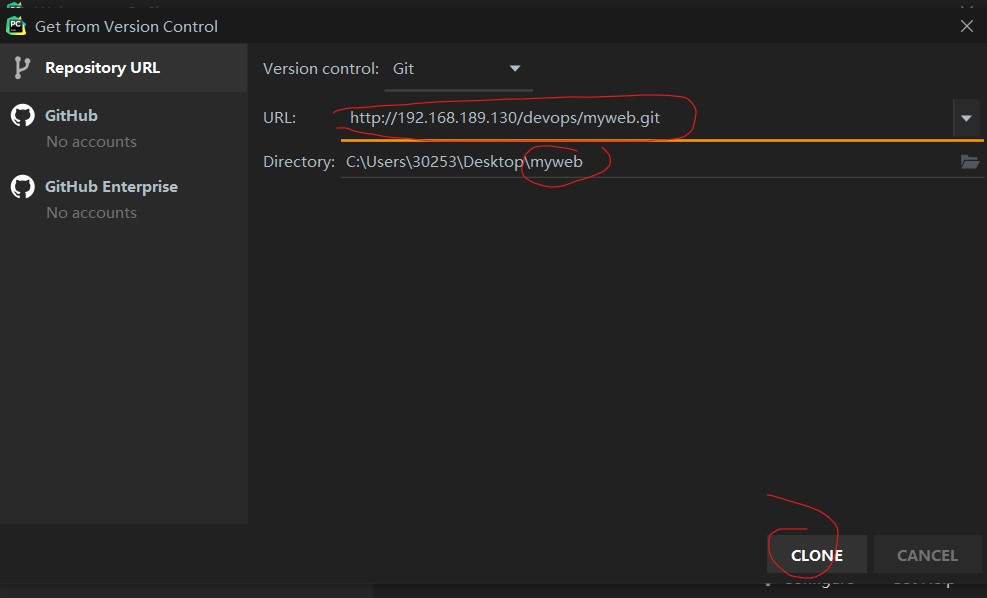 PC
Get from Version Control
Repository URL
GitHub
No accounts
GitHub Enterprise
No accounts
Version control: Git
URL: http://192.168.189.130/devops/myweb.git
Directory: C:\Users\30253\Desktop\myweb
CLONE CANCEL